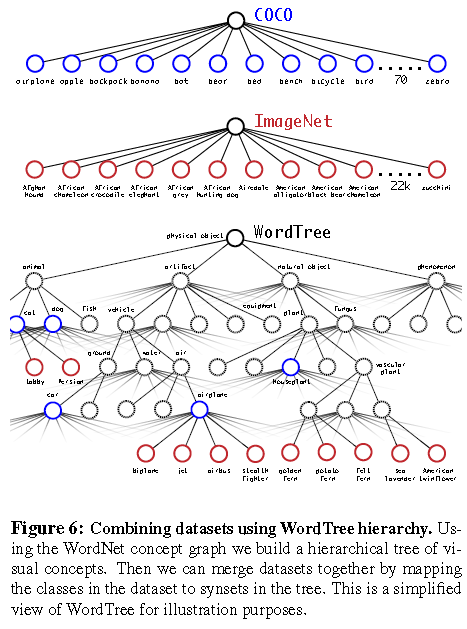 COCO
airplane apple backpack banana bat bear bed bench bicycle bird 70 zebra
ImageNet
Afghan hound African chameleon African crocodile African elephant African grey African hunting dog Airedale American alligator American black bear American chameleon 22k zucchini
WordTree
physical object
animal artifact natural object phenomenon
cat dog fish vehicle equipment plant fungus
ground water air
tabby Persian houseplant vascular plant
car airplane
biplane jet airbus stealth fighter golden fern potato fern felt fern sea lavender American twinflower
Figure 6: Combining datasets using WordTree hierarchy. Us-
ing the WordNet concept graph we build a hierarchical tree of vi-
sual concepts. Then we can merge datasets together by mapping
the classes in the dataset to synsets in the tree. This is a simplified
view of WordTree for illustration purposes.